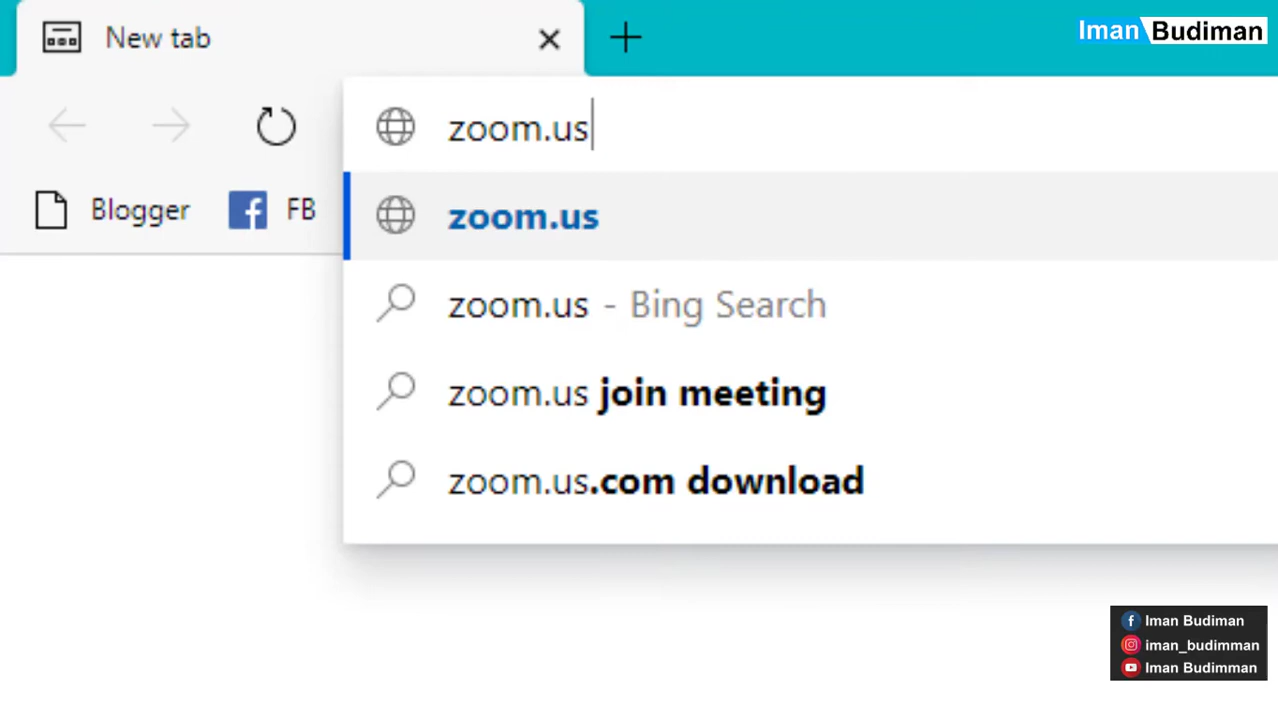 New tab
Iman Budiman
zoom.us
Blogger FB
zoom.us
zoom.us - Bing Search
zoom.us join meeting
zoom.us.com download
Iman Budiman
iman_budimman
Iman Budimman